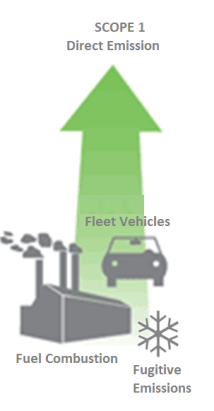 SCOPE 1
Direct Emission
Fleet Vehicles
Fuel Combustion
Fugitive
Emissions